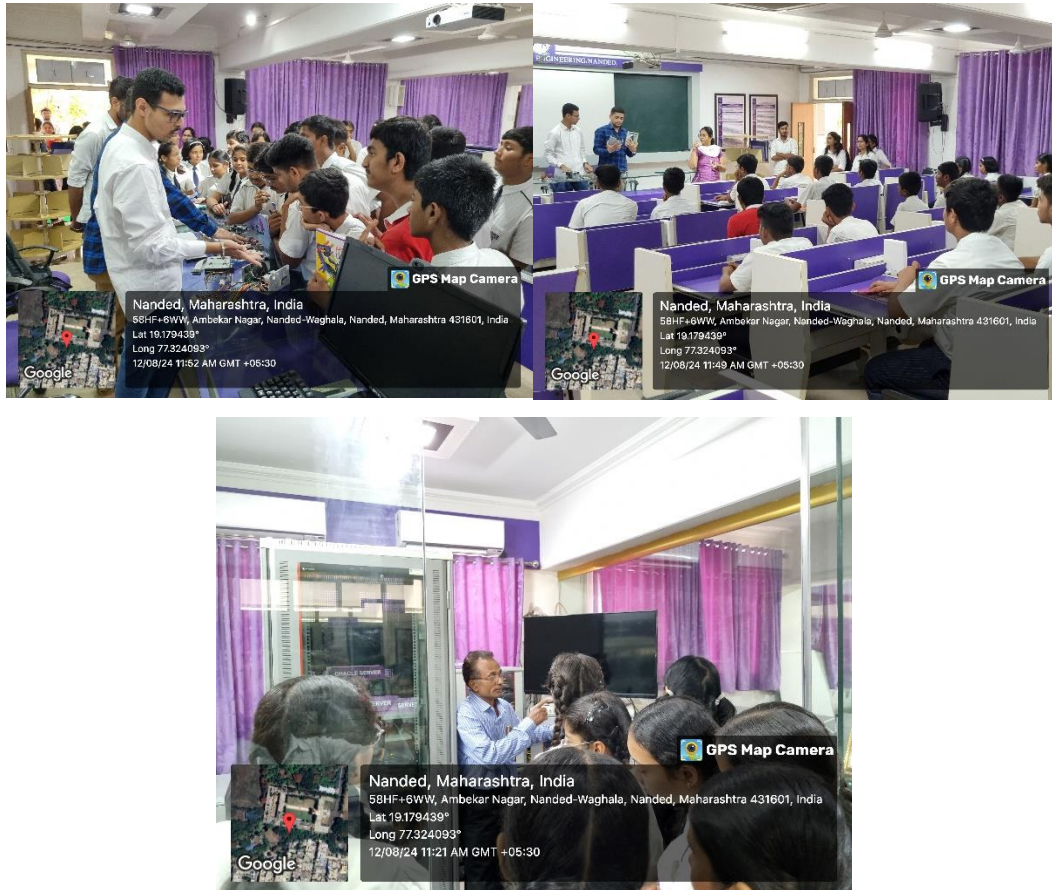 ENGINEERING, NANDED.
GPS Map Camera
Nanded, Maharashtra, India
58HF+6WW, Ambekar Nagar, Nanded-Waghala, Nanded, Maharashtra 431601, India
Lat 19.179439°
Long 77.324093°
12/08/24 11:52 AM GMT +05:30
Google
GPS Map Camera
Nanded, Maharashtra, India
58HF+6WW, Ambekar Nagar, Nanded-Waghala, Nanded, Maharashtra 431601, India
Lat 19.179439°
Long 77.324093°
12/08/24 11:49 AM GMT +05:30
Google
ORACLE SERVER
SERVER
GPS Map Camera
Nanded, Maharashtra, India
58HF+6WW, Ambekar Nagar, Nanded-Waghala, Nanded, Maharashtra 431601, India
Lat 19.179439°
Long 77.324093°
12/08/24 11:21 AM GMT +05:30
Google